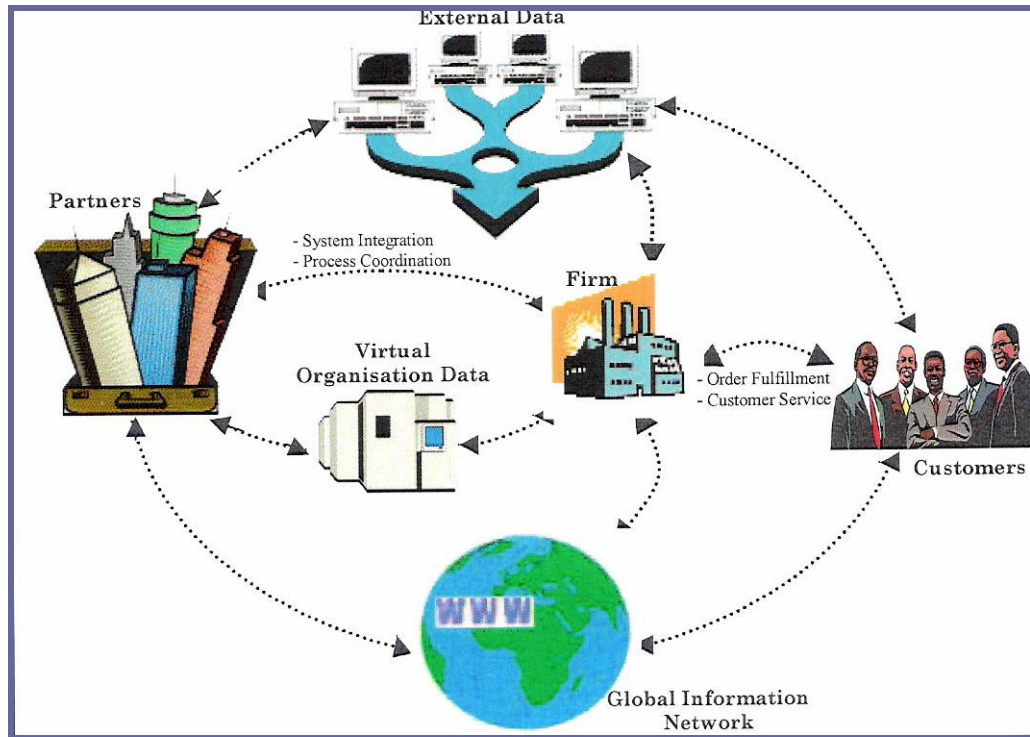 External Data
Partners
- System Integration
- Process Coordination
Firm
Virtual
Organisation Data
- Order Fulfillment
- Customer Service
Customers
WWW
Global Information
Network